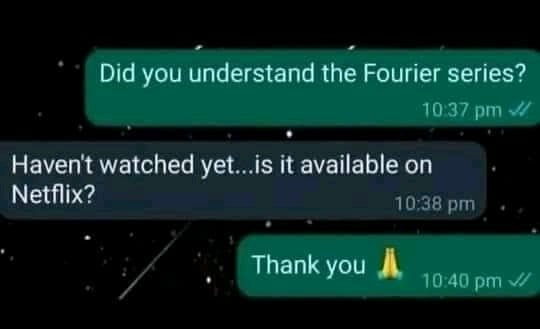 Did you understand the Fourier series?
10:37 pm
Haven't watched yet...is it available on
Netflix?
10:38 pm
Thank you 🙏
10:40 pm